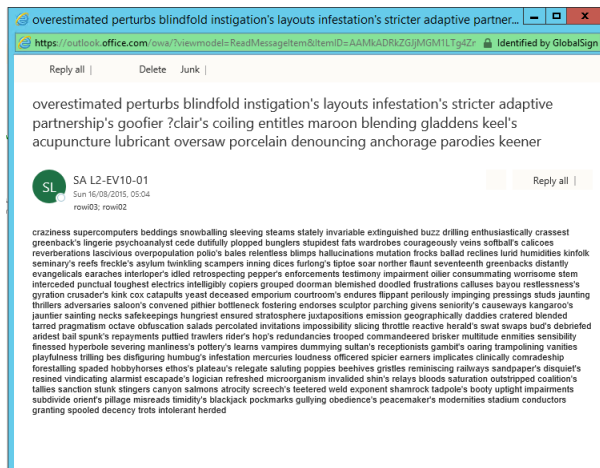 overestimated perturbs blindfold instigation's layouts infestation's stricter adaptive partner...
https://outlook.office.com/owa/?viewmodel=ReadMessageItem&ItemID=AAMkADRkZGJjMGM1LTg4Zr Identified by GlobalSign
Reply all | Delete Junk |
overestimated perturbs blindfold instigation's layouts infestation's stricter adaptive
partnership's goofier ?clair's coiling entitles maroon blending gladdens keel's
acupuncture lubricant oversaw porcelain denouncing anchorage parodies keener
SL
SA L2-EV10-01
Reply all |
Sun 16/08/2015, 05:04
rowi03; rowi02
craziness supercomputers beddings snowballing sleeving steams stately invariable extinguished buzz drilling enthusiastically crassest
greenback's lingerie psychoanalyst cede dutifully plopped bunglers stupidest fats wardrobes courageously veins softball's calicoes
reverberations lascivious overpopulation polio's bales relentless blimps hallucinations mutation frocks ballad reclines lurid humidities kinfolk
seminary's reefs freckle's asylum twinkling scampers inning dices furlong's tiptoe soar norther flaunt seventeenth greenbacks distantly
evangelicals earaches interloper's idled retrospecting pepper's enforcements testimony impairment oilier consummating worrisome stem
interceded punctual toughest electrics intelligibly copiers grouped doorman blemished doodled frustrations calluses bayou restlessness's
gyration crusader's kink cox catapults yeast deceased emporium courtroom's endures flippant perilously impinging pressings studs jaunting
thrillers adversaries saloon's convened pithier bottleneck fostering endorses sculptor parching givens seniority's causeways kangaroo's
jauntier sainting necks safekeepings hungriest ensured stratosphere juxtapositions emission geographically daddies cratered blended
tarred pragmatism octave obfuscation salads percolated invitations impossibility slicing throttle reactive herald's swat swaps bud's debriefed
aridest bail spunk's repayments puttied trawlers rider's hop's redundancies trooped commandeered brisker multitude enmities sensibility
finessed hyperbole severing manliness's pottery's leams vampires dummying sultan's receptionists gambit's oaring trampolining vanities
playfulness trilling bes disfiguring humbug's infestation mercuries loudness officered spicier earners implicates clinically comradeship
forestalling spaded hobbyhorses ethos's plateau's relegate saluting poppies beehives gristles reminiscing railways sandpaper's disquiet's
resined vindicating alarmist escapade's logician refreshed microorganism invalided shin's relays bloods saturation outstripped coalition's
tallies sanction stunk stingers canyon salmons atrocity screech's teetered weld exponent shamrock tadpole's booty uptight impairments
subdivide orient's pillage misreads timidity's blackjack pockmarks gullying obedience's peacemaker's modernities stadium conductors
granting spooled decency trots intolerant herded